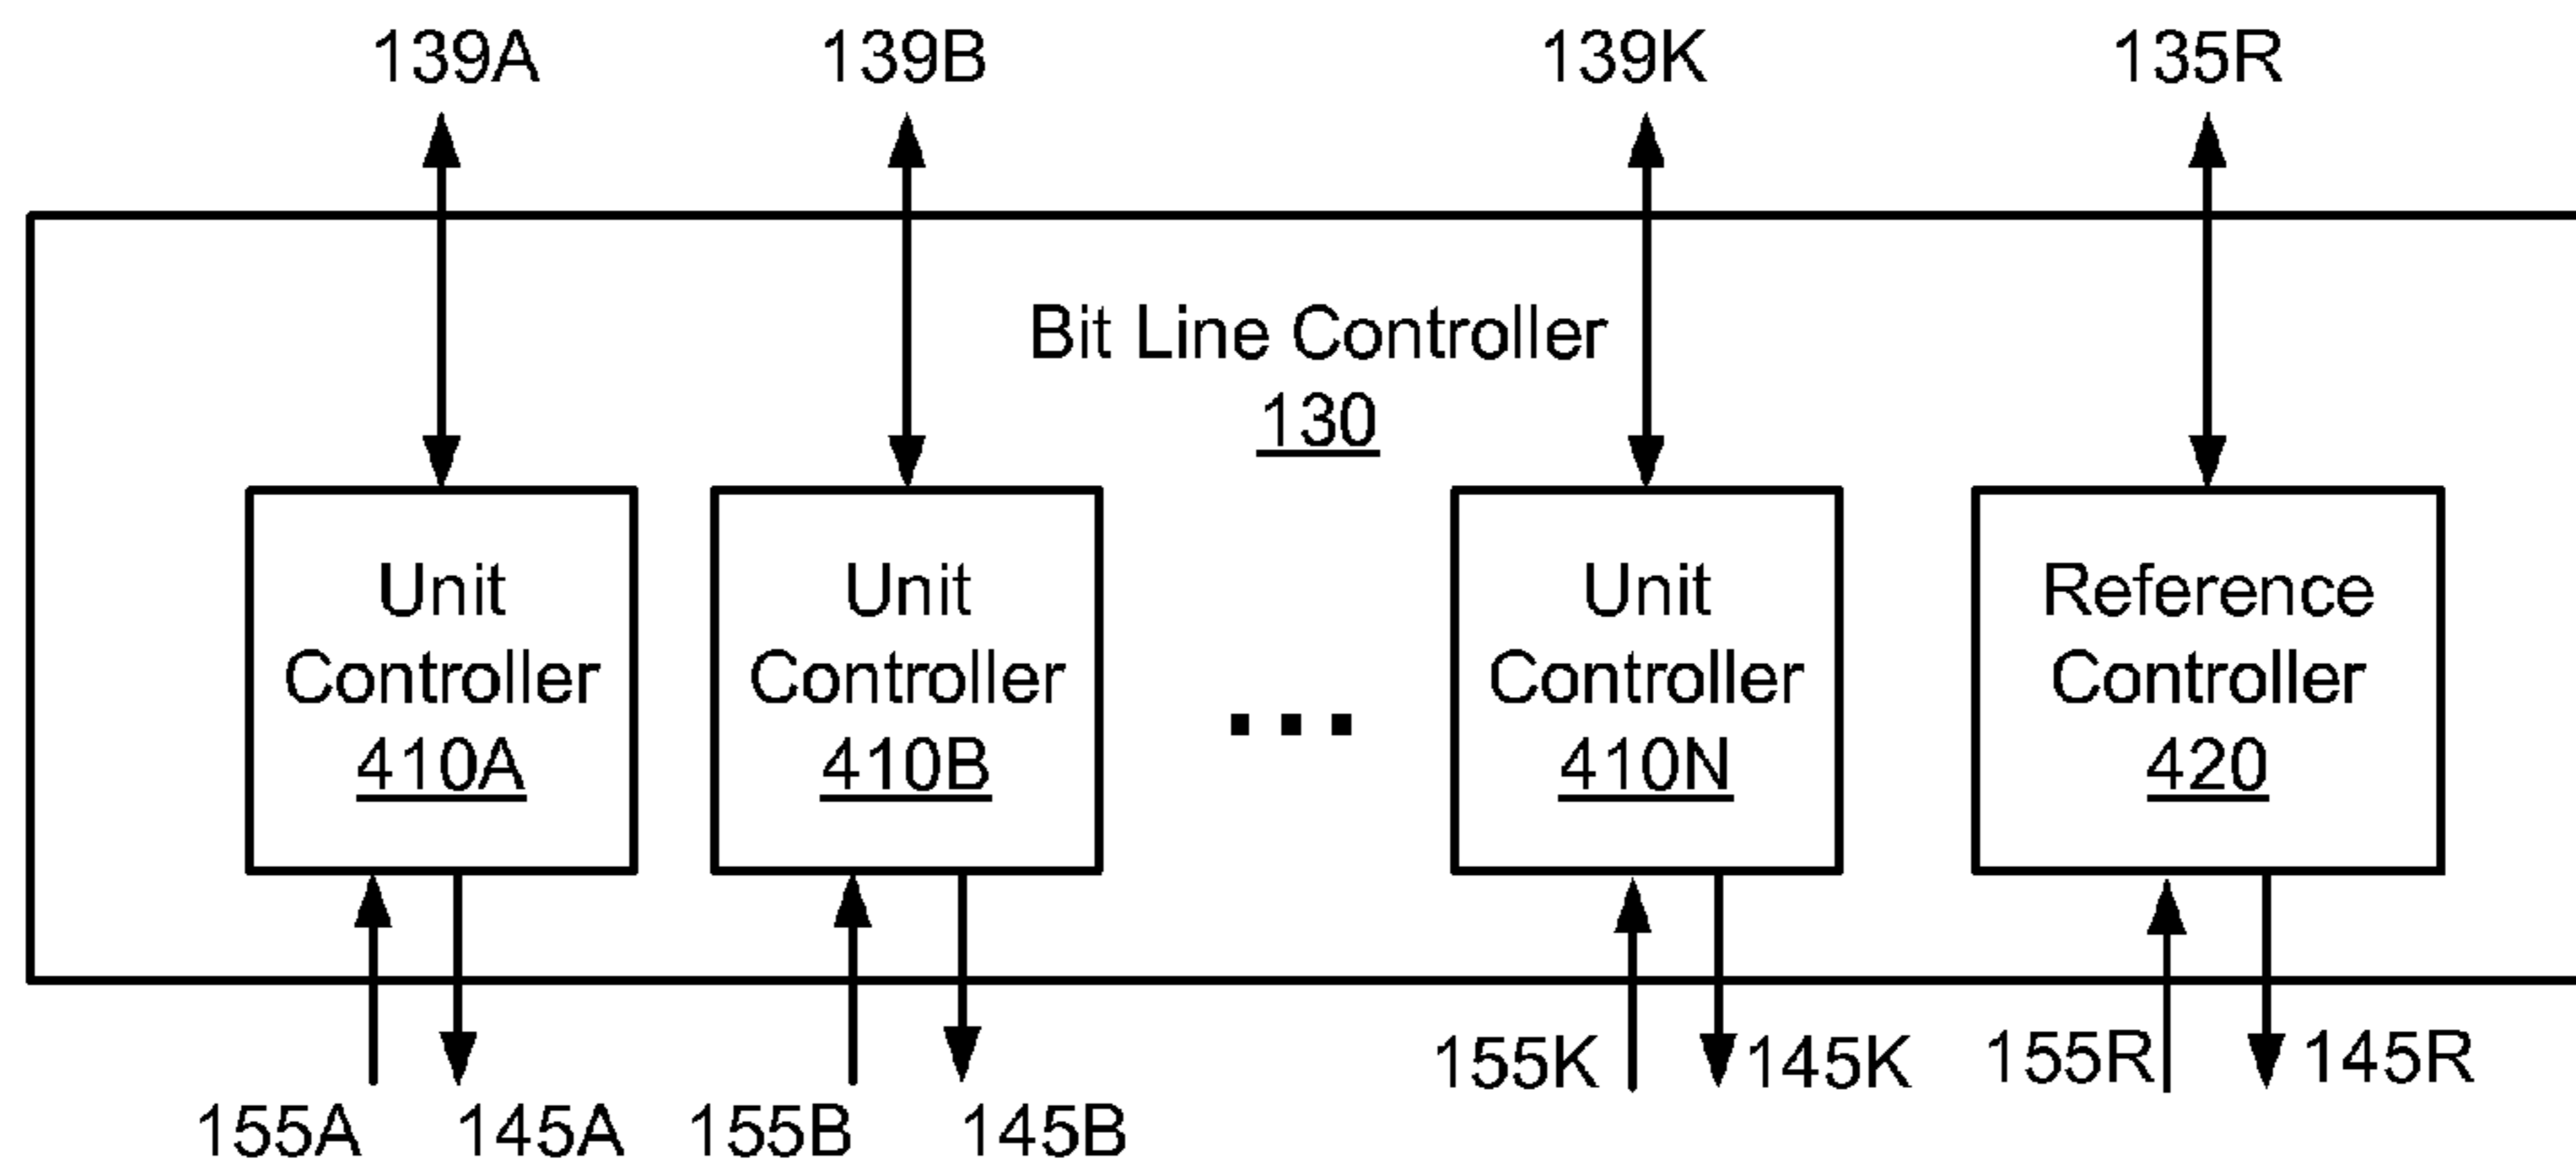 139A 139B 139K 135R
Bit Line Controller
130
Unit
Controller
410A
Unit
Controller
410B
...
Unit
Controller
410N
Reference
Controller
420
155A 145A 155B 145B 155K 145K 155R 145R